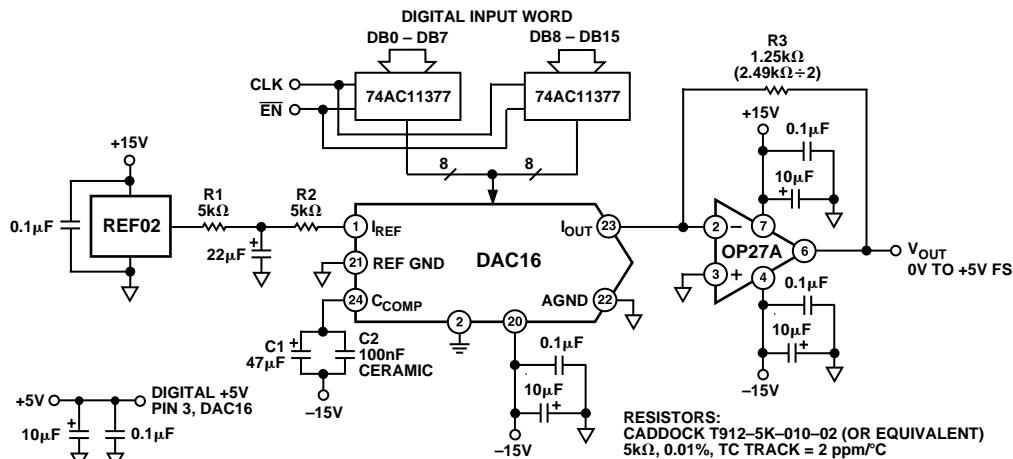 DIGITAL INPUT WORD
DB0 – DB7
DB8 – DB15
CLK
EN
74AC11377
74AC11377
8
8
R3
1.25kΩ
(2.49kΩ÷2)
+15V
0.1µF
10µF
+
+15V
0.1µF
REF02
R1
5kΩ
R2
5kΩ
+
22µF
1
IREF
21
REF GND
24
CCOMP
DAC16
IOUT
23
AGND
22
2
20
2
–
3
+
7
OP27A
4
6
VOUT
0V TO +5V FS
0.1µF
10µF
+
–15V
C1
47µF
+
C2
100nF
CERAMIC
–15V
0.1µF
10µF
+
–15V
+5V
DIGITAL +5V
PIN 3, DAC16
10µF
+
0.1µF
RESISTORS:
CADDOCK T912–5K–010–02 (OR EQUIVALENT)
5kΩ, 0.01%, TC TRACK = 2 ppm/°C